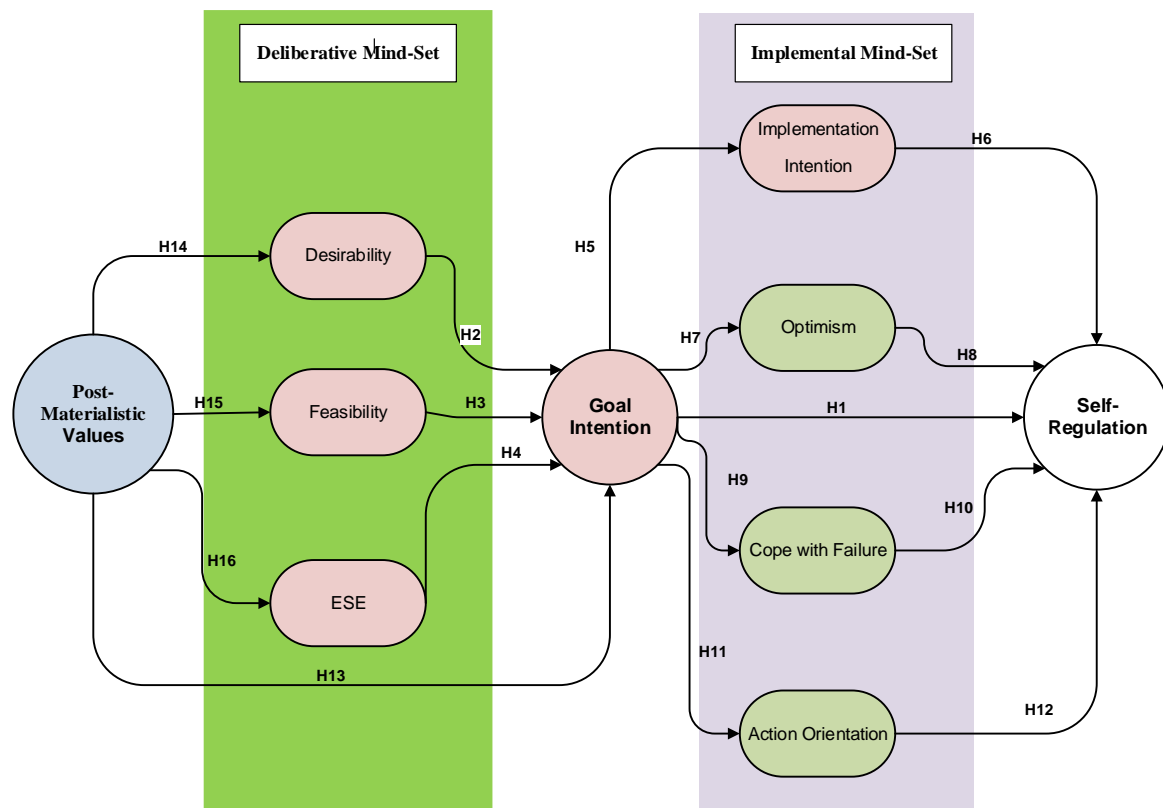 Deliberative Mind-Set
Implemental Mind-Set
Implementation
Intention
H6
H14
Desirability
H5
H2
H7
Optimism
H8
Post-
Materialistic
Values
H15
Feasibility
H3
Goal
Intention
H1
Self-
Regulation
H4
H9
H10
H16
Cope with Failure
ESE
H13
H11
Action Orientation
H12